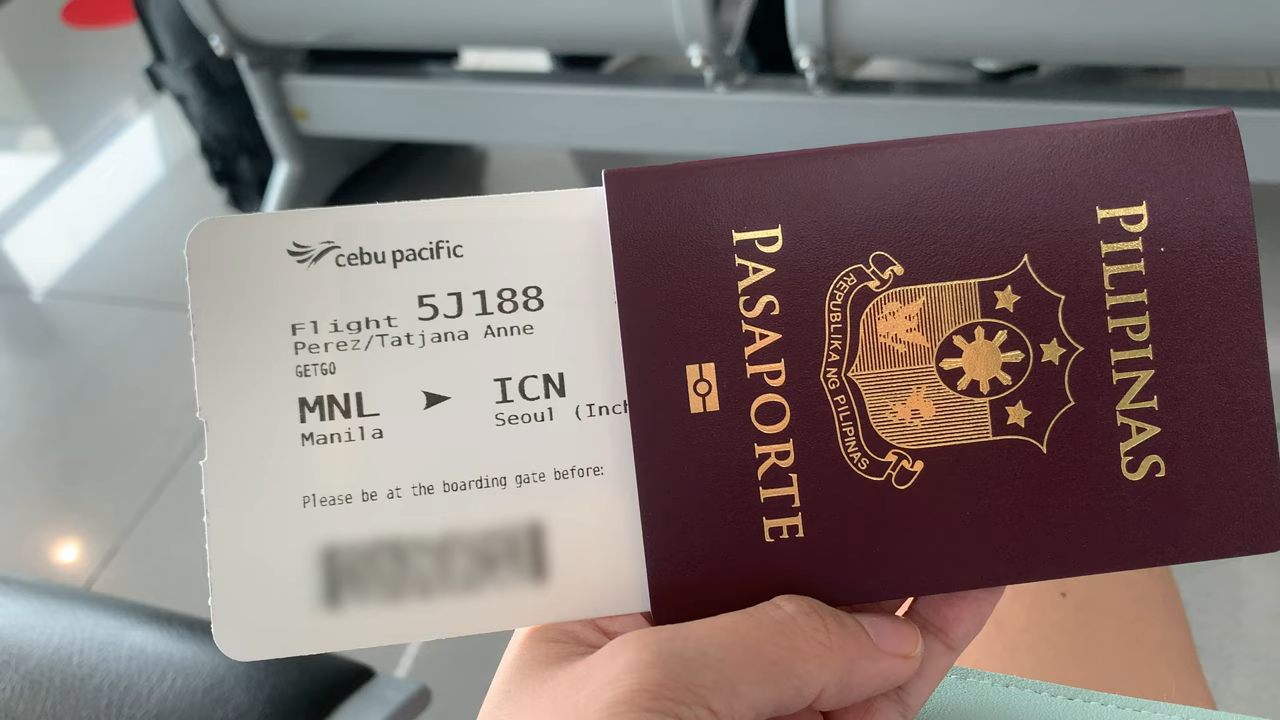 cebu pacific
Flight 5J188
Perez/Tatjana Anne
GETGO
MNL ➤ ICN
Manila Seoul (Inch
Please be at the boarding gate before:
PILIPINAS
REPUBLIKA NG PILIPINAS
PASAPORTE